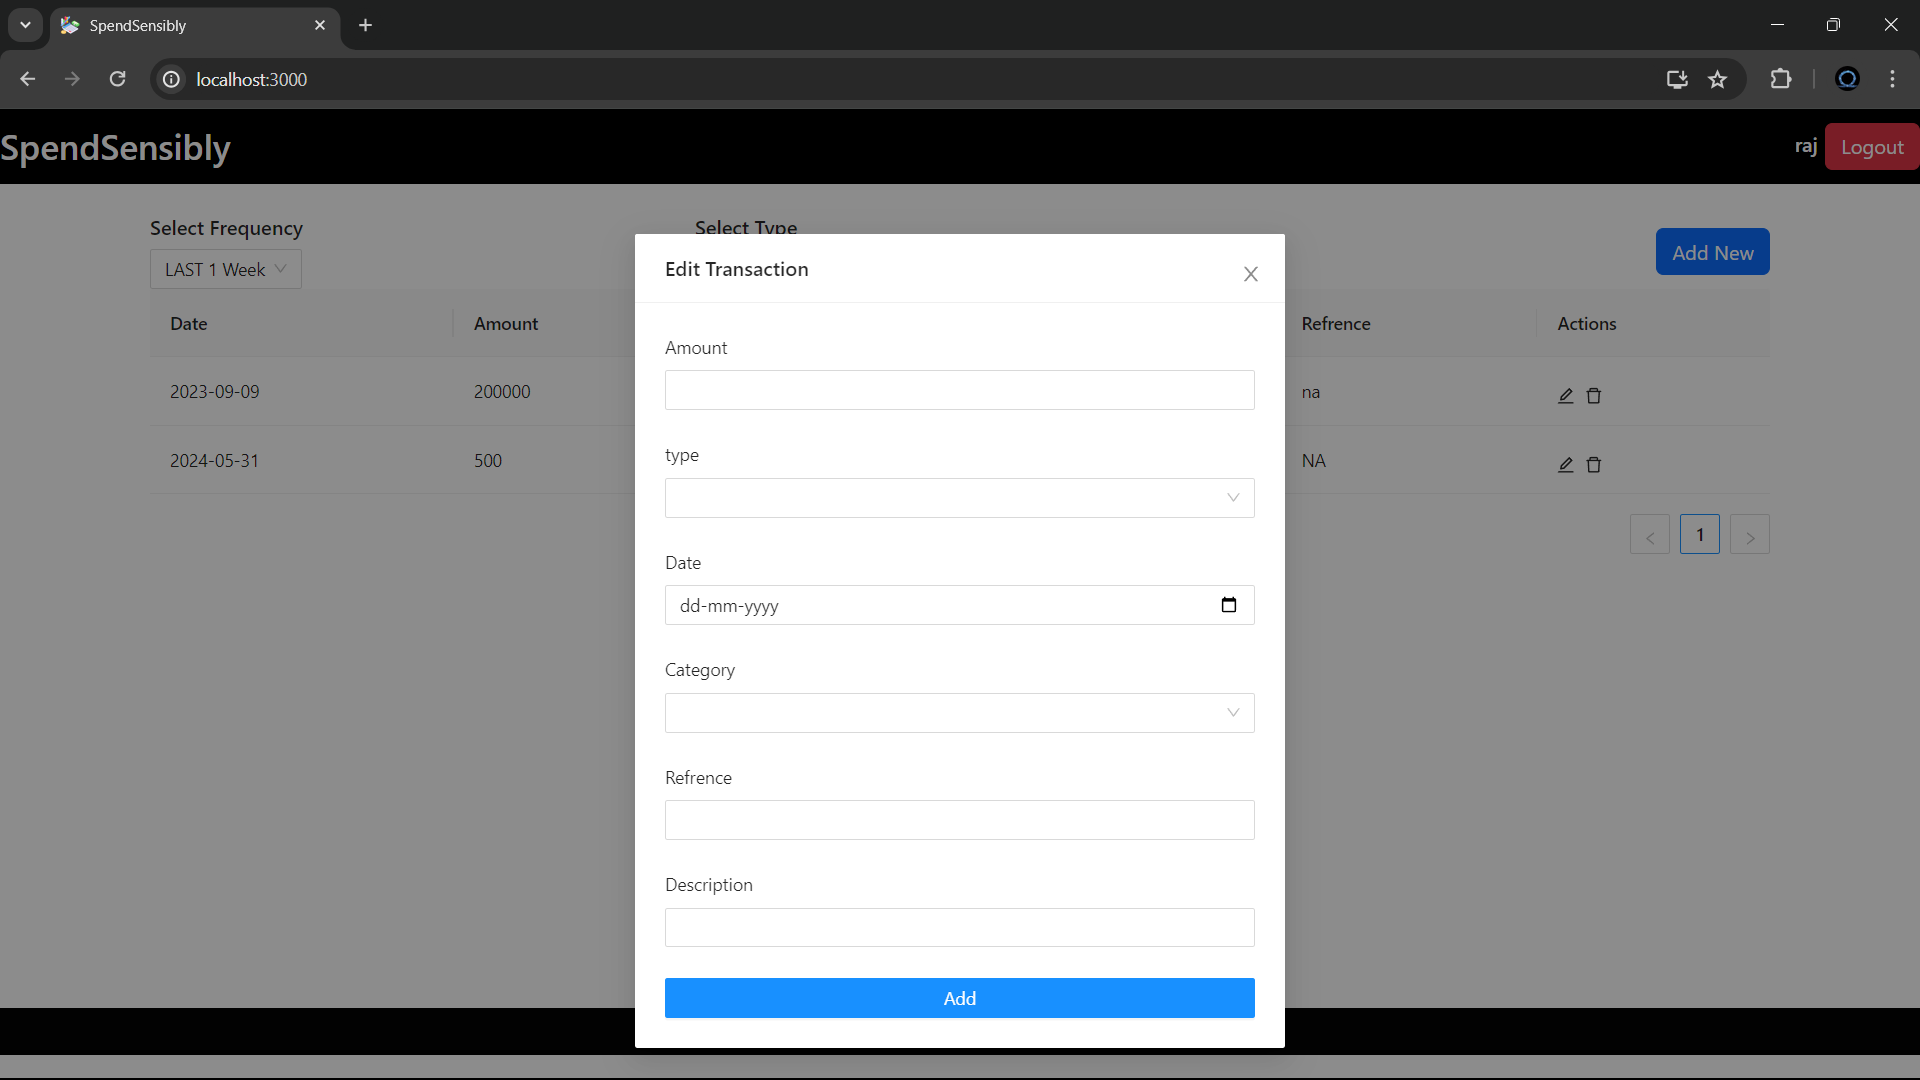 SpendSensibly
localhost:3000
SpendSensibly
raj
Logout
Select Frequency
LAST 1 Week
Select Type
Add New
Date Amount Refrence Actions
2023-09-09 200000 na
2024-05-31 500 NA
1
Edit Transaction
Amount
type
Date
dd-mm-yyyy
Category
Refrence
Description
Add